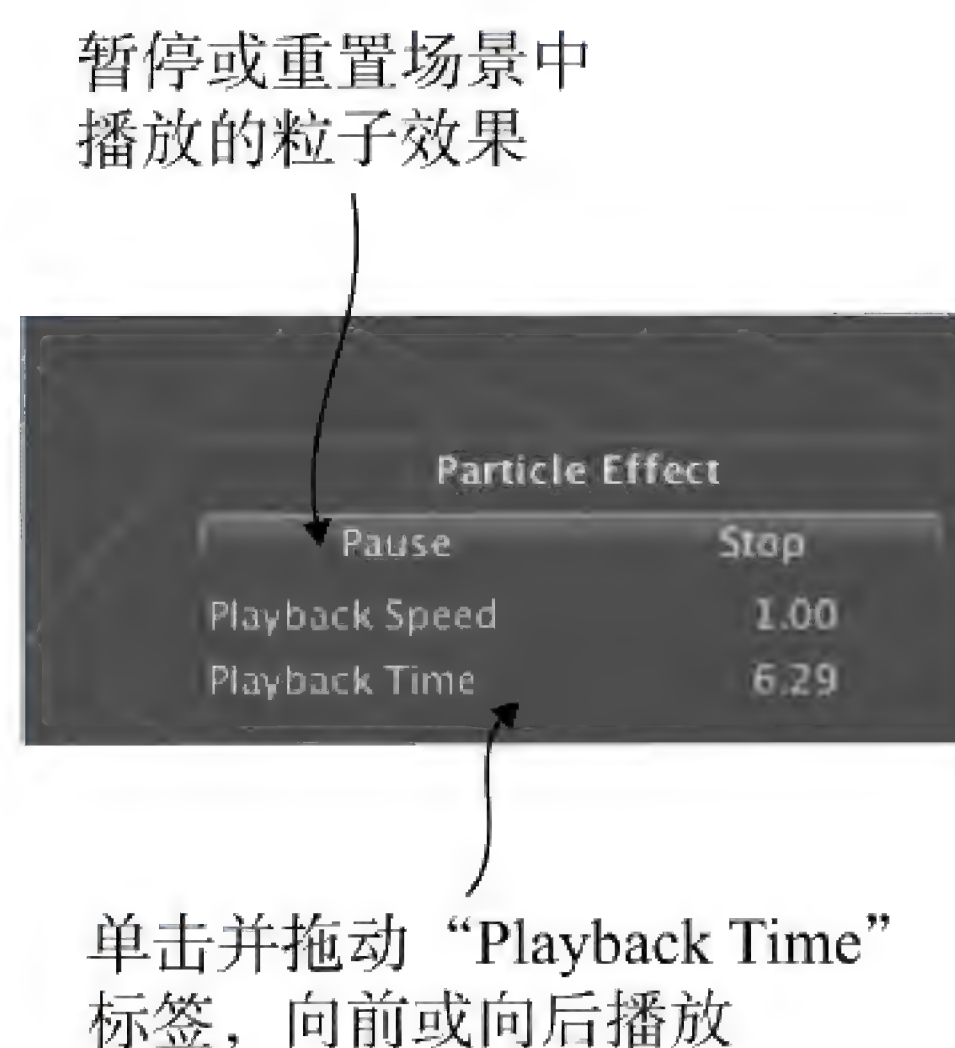 暂停或重置场景中
播放的粒子效果
Particle Effect
Pause Stop
Playback Speed 1.00
Playback Time 6.29
单击并拖动“Playback Time”
标签，向前或向后播放